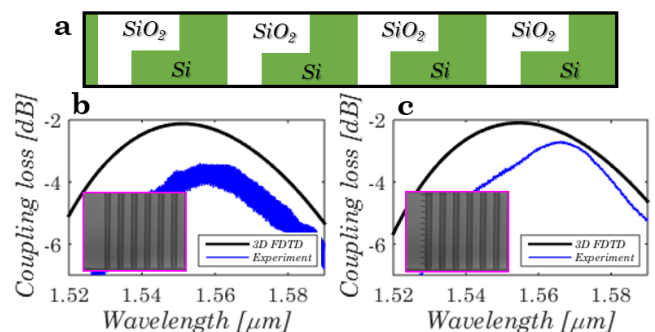 a
SiO₂ SiO₂ SiO₂ SiO₂
Si Si Si Si
b
Coupling loss [dB]
-2
-4
-6
3D FDTD
Experiment
1.52 1.54 1.56 1.58
Wavelength [μm]
c
Coupling loss [dB]
-2
-4
-6
3D FDTD
Experiment
1.52 1.54 1.56 1.58
Wavelength [μm]